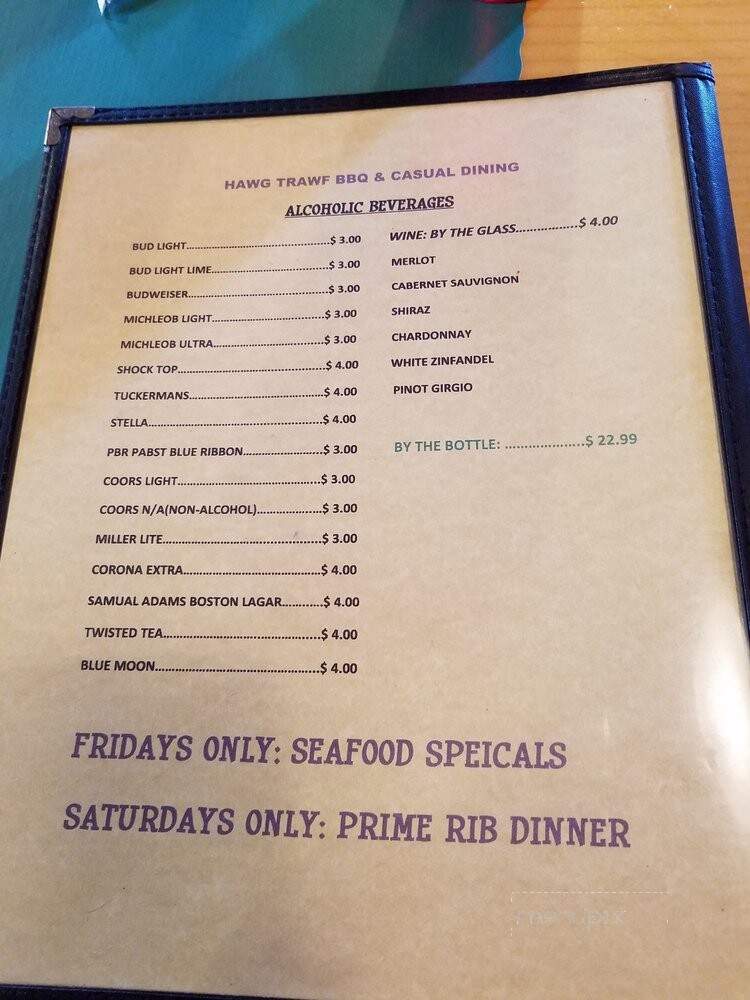 HAWG TRAWF BBQ & CASUAL DINING
ALCOHOLIC BEVERAGES
BUD LIGHT.....................................................$ 3.00
BUD LIGHT LIME...........................................$ 3.00
BUDWEISER..................................................$ 3.00
MICHLEOB LIGHT..........................................$ 3.00
MICHLEOB ULTRA.........................................$ 3.00
SHOCK TOP..................................................$ 4.00
TUCKERMANS..............................................$ 4.00
STELLA.........................................................$ 4.00
PBR PABST BLUE RIBBON............................$ 3.00
COORS LIGHT...............................................$ 3.00
COORS N/A(NON-ALCOHOL).......................$ 3.00
MILLER LITE..................................................$ 3.00
CORONA EXTRA...........................................$ 4.00
SAMUAL ADAMS BOSTON LAGAR...........$ 4.00
TWISTED TEA................................................$ 4.00
BLUE MOON.................................................$ 4.00
WINE: BY THE GLASS.................$ 4.00
MERLOT
CABERNET SAUVIGNON
SHIRAZ
CHARDONNAY
WHITE ZINFANDEL
PINOT GIRGIO
BY THE BOTTLE: .....................$ 22.99
FRIDAYS ONLY: SEAFOOD SPEICALS
SATURDAYS ONLY: PRIME RIB DINNER